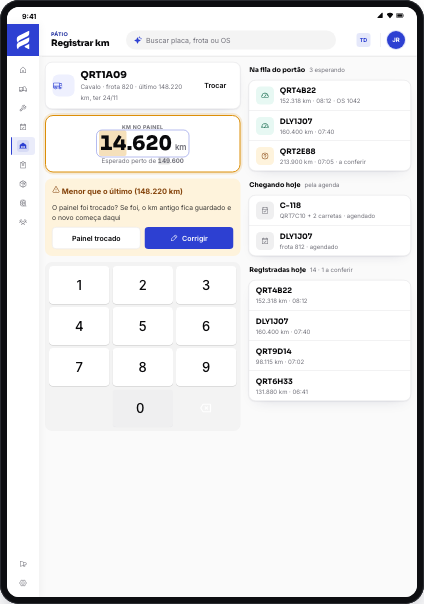 9:41
PÁTIO
Registrar km
Buscar placa, frota ou OS
TD
JR
QRT1A09
Cavalo · frota 820 · último 148.220
km, ter 24/11
Trocar
KM NO PAINEL
14.620 km
Esperado perfo de 149.600
Menor que o último (148.220 km)
O painel foi trocado? Se foi, o km antigo fica guardado e
o novo começa daqui
Painel trocado
Corrigir
1
2
3
4
5
6
7
8
9
0
Na fila do portão 3 esperando
QRT4B22
152.318 km · 08:12 · OS 1042
DLY1J07
160.400 km · 07:40
QRT2E88
213.900 km · 07:05 · a conferir
Chegando hoje pela agenda
C-118
QRT7C10 + 2 carretas · agendado
DLY1J07
frota 812 · agendado
Registradas hoje 14 · 1 a conferir
QRT4B22
152.318 km · 08:12
DLY1J07
160.400 km · 07:40
QRT9D14
98.115 km · 07:02
QRT6H33
131.880 km · 06:41